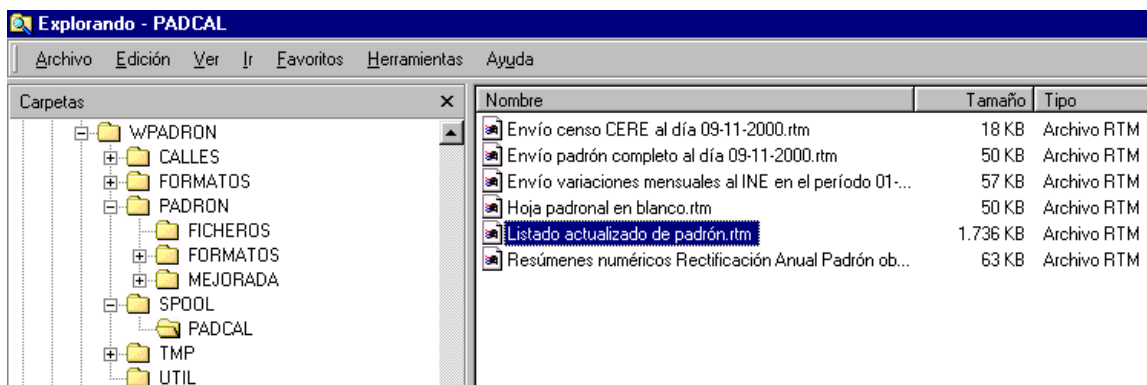 Explorando - PADCAL
Archivo Edición Ver Ir Favoritos Herramientas Ayuda
Carpetas
WPADRON
CALLES
FORMATOS
PADRON
FICHEROS
FORMATOS
MEJORADA
SPOOL
PADCAL
TMP
UTIL
Nombre Tamaño Tipo
Envío censo CERE al día 09-11-2000.rtm 18 KB Archivo RTM
Envío padrón completo al día 09-11-2000.rtm 50 KB Archivo RTM
Envío variaciones mensuales al INE en el período 01-... 57 KB Archivo RTM
Hoja padronal en blanco.rtm 50 KB Archivo RTM
Listado actualizado de padrón.rtm 1.736 KB Archivo RTM
Resúmenes numéricos Rectificación Anual Padrón ob... 63 KB Archivo RTM